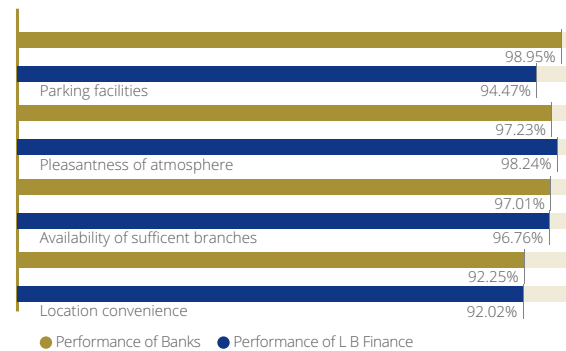 98.95%
Parking facilities 94.47%
97.23%
Pleasantness of atmosphere 98.24%
97.01%
Availability of sufficent branches 96.76%
92.25%
Location convenience 92.02%
Performance of Banks Performance of L B Finance